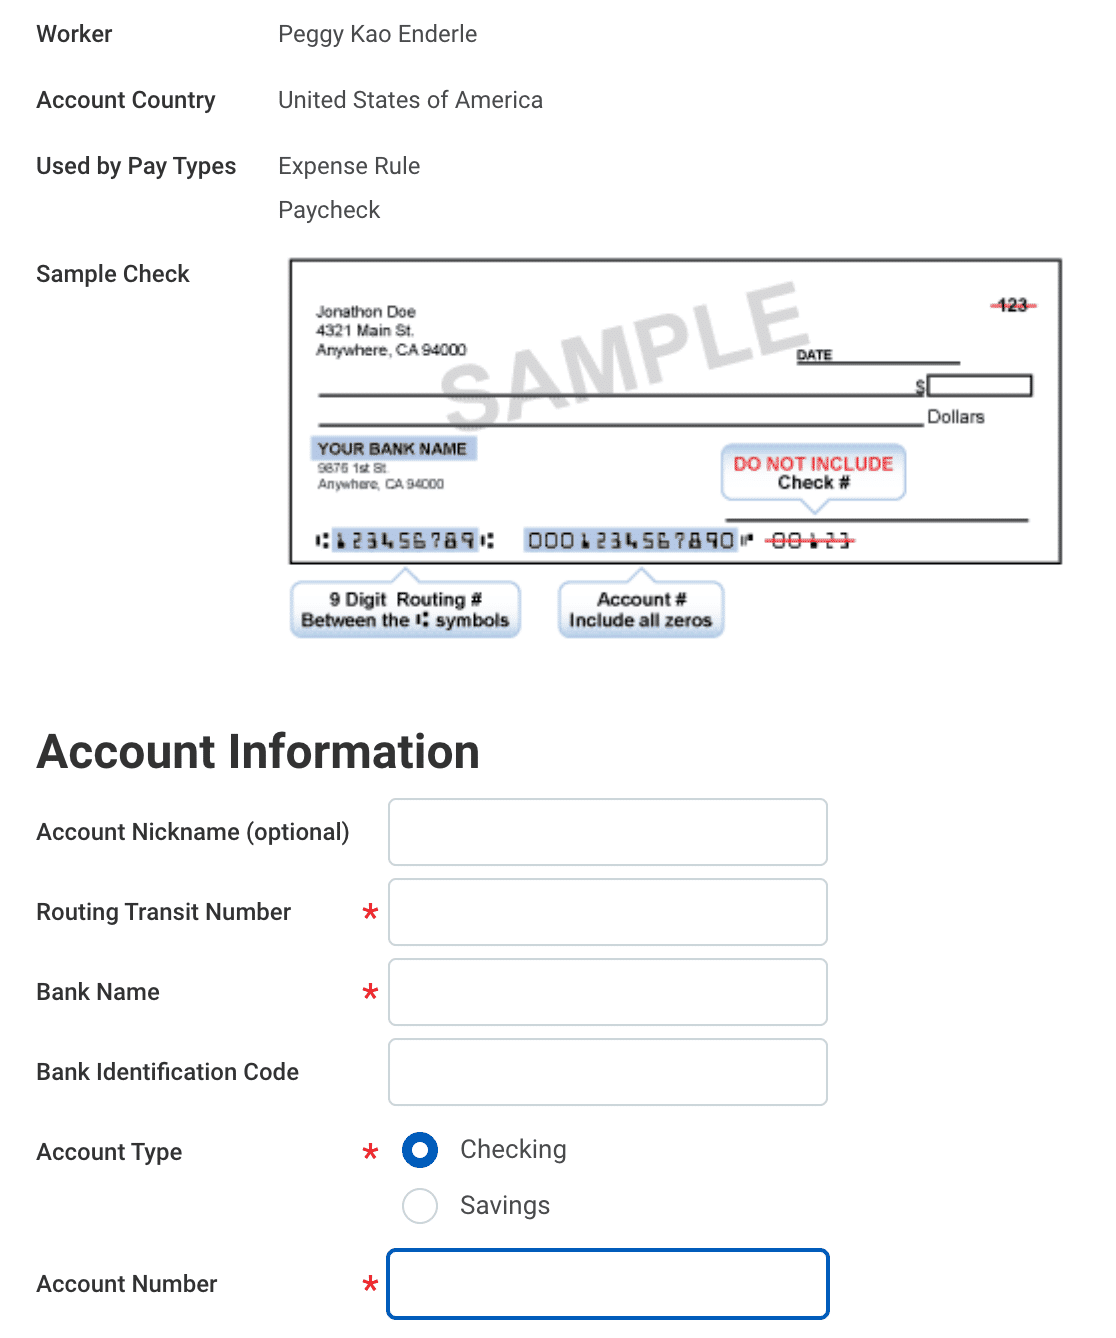 Worker Peggy Kao Enderle
Account Country United States of America
Used by Pay Types Expense Rule
Paycheck
Sample Check
SAMPLE
Jonathon Doe
4321 Main St.
Anywhere, CA 94000
123
DATE
$
Dollars
YOUR BANK NAME
9876 1st St.
Anywhere, CA 94000
DO NOT INCLUDE
Check #
⑆123456789⑆ 0001234567890⑈ 00123
9 Digit Routing #
Between the ⑆ symbols
Account #
Include all zeros
Account Information
Account Nickname (optional)
Routing Transit Number *
Bank Name *
Bank Identification Code
Account Type * Checking
Savings
Account Number *